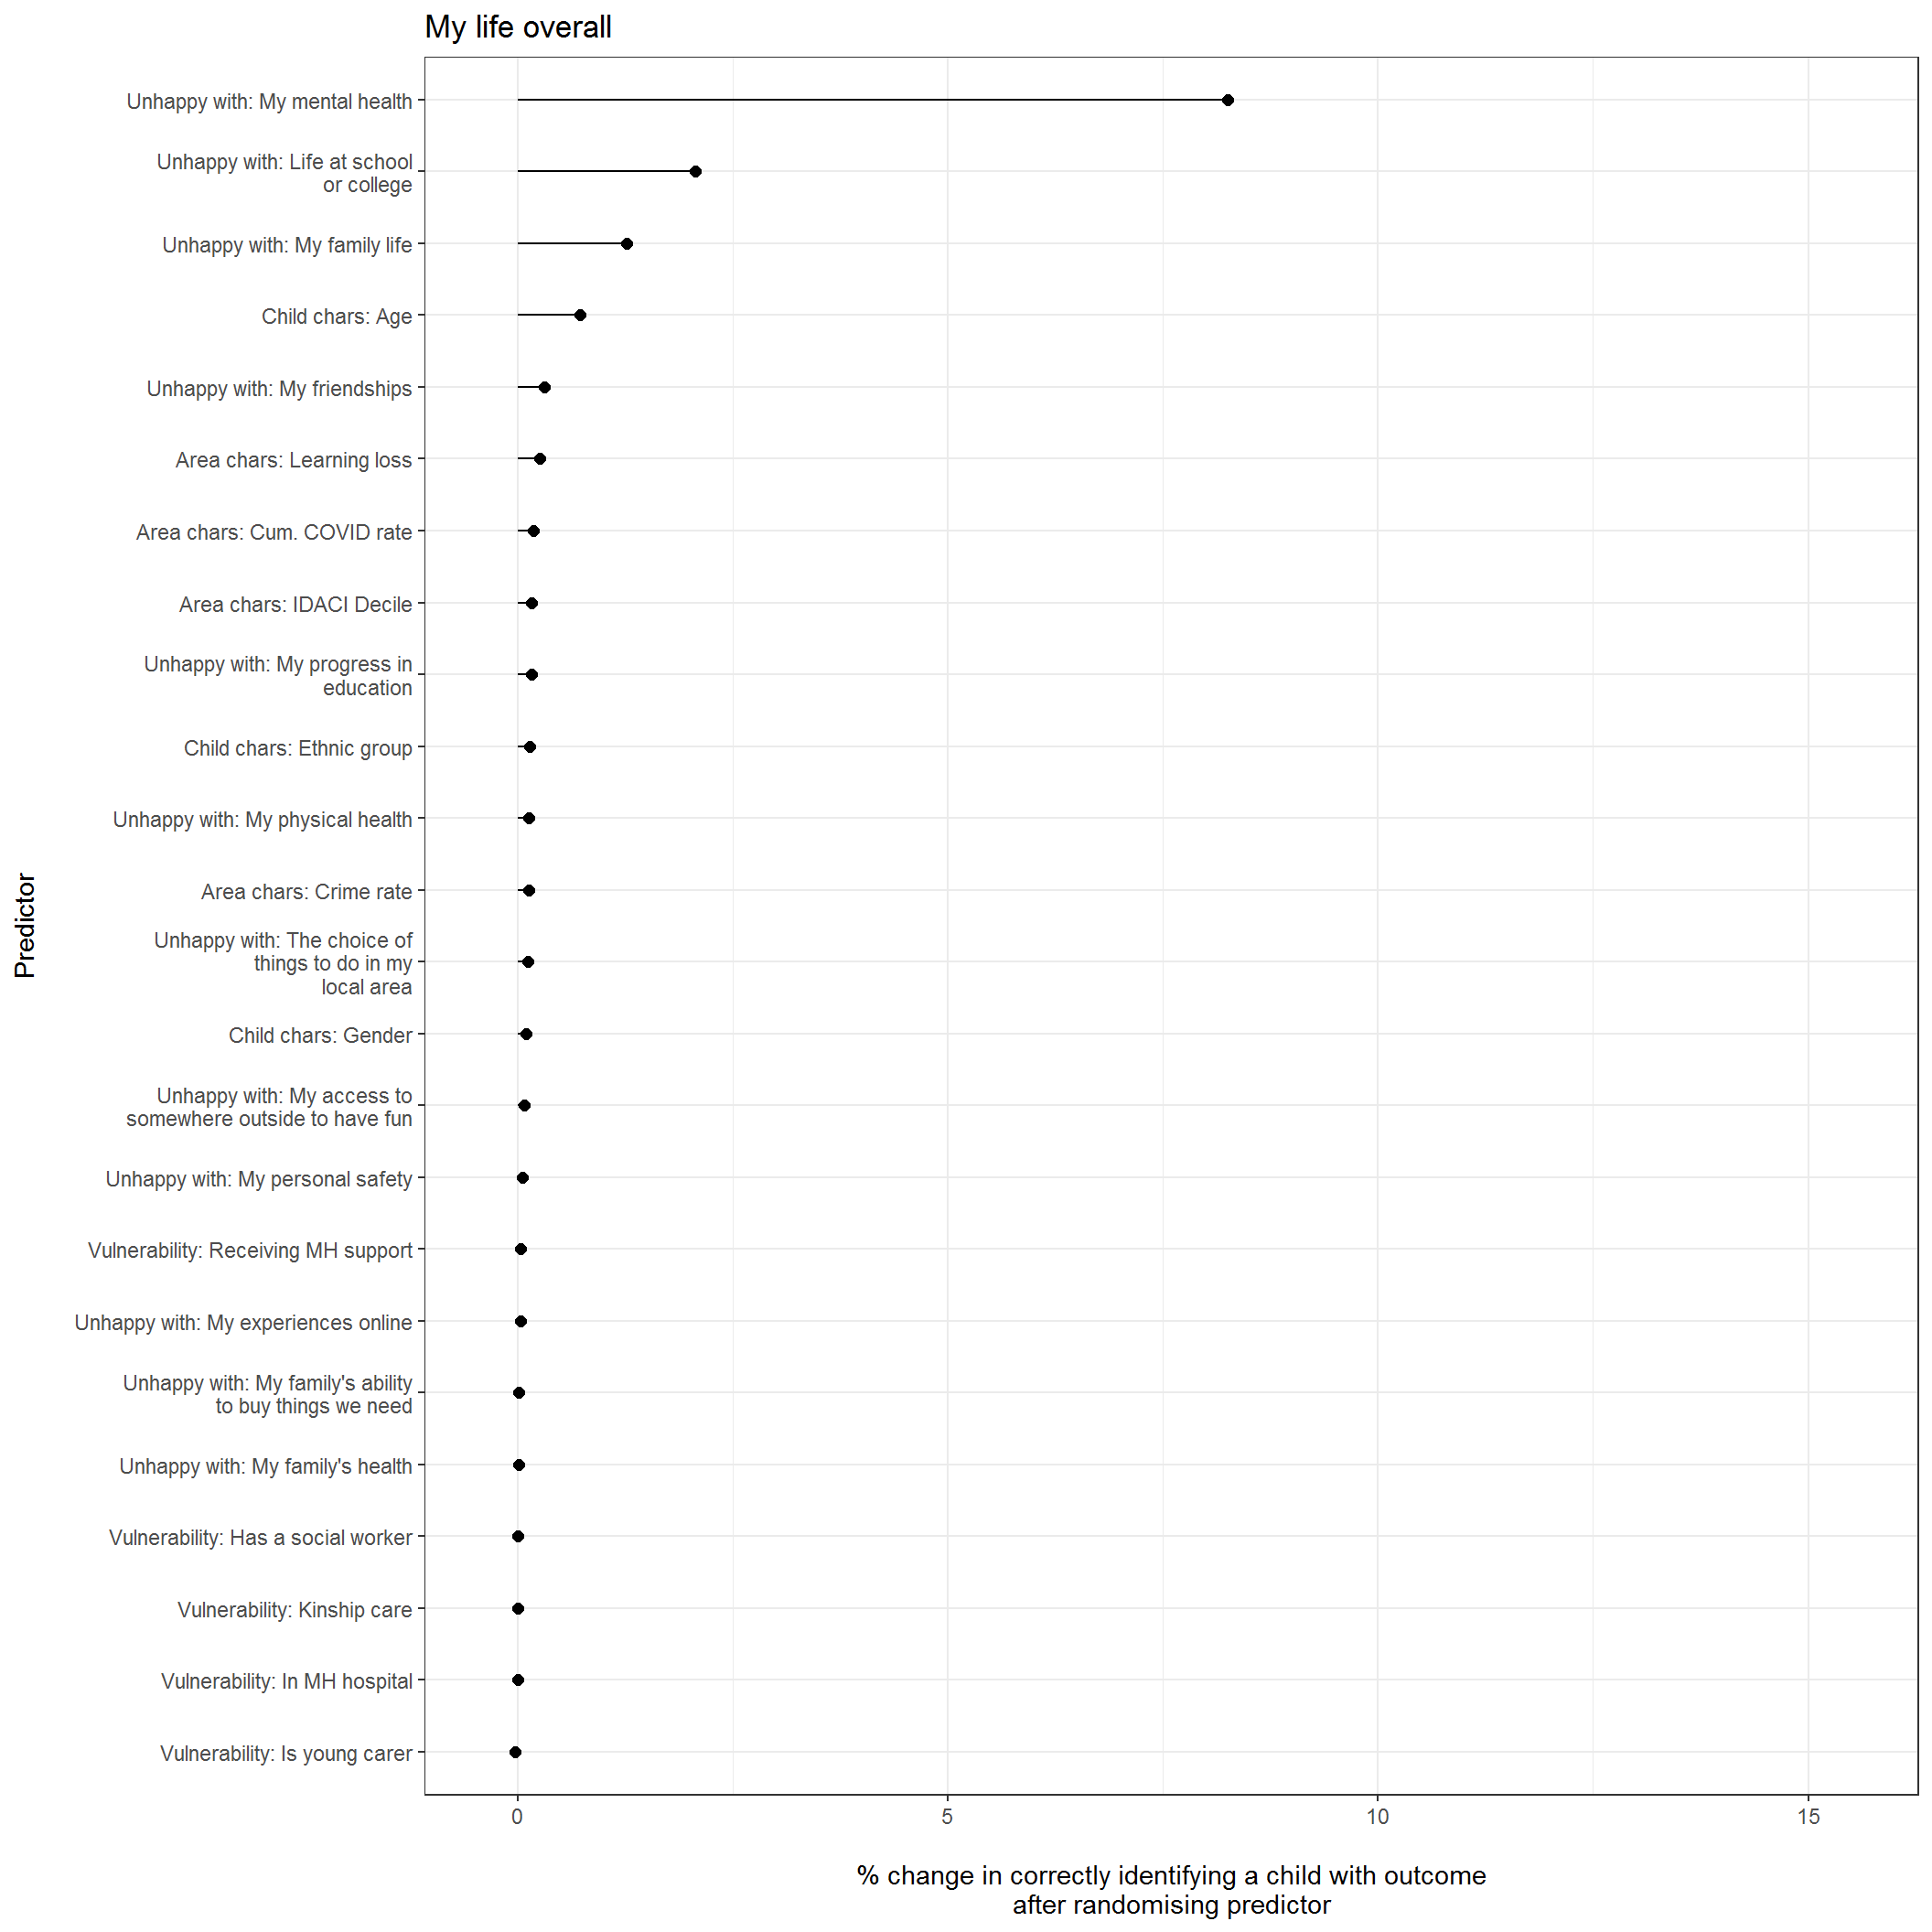 My life overall
Unhappy with: My mental health
Unhappy with: Life at school
or college
Unhappy with: My family life
Child chars: Age
Unhappy with: My friendships
Area chars: Learning loss
Area chars: Cum. COVID rate
Area chars: IDACI Decile
Unhappy with: My progress in
education
Child chars: Ethnic group
Unhappy with: My physical health
Area chars: Crime rate
Unhappy with: The choice of
things to do in my
local area
Child chars: Gender
Unhappy with: My access to
somewhere outside to have fun
Unhappy with: My personal safety
Vulnerability: Receiving MH support
Unhappy with: My experiences online
Unhappy with: My family's ability
to buy things we need
Unhappy with: My family's health
Vulnerability: Has a social worker
Vulnerability: Kinship care
Vulnerability: In MH hospital
Vulnerability: Is young carer
Predictor
0 5 10 15
% change in correctly identifying a child with outcome
after randomising predictor